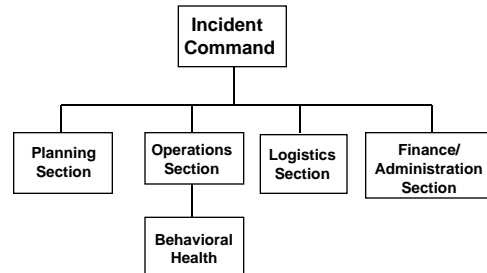 Incident
Command
Planning
Section
Operations
Section
Logistics
Section
Finance/
Administration
Section
Behavioral
Health